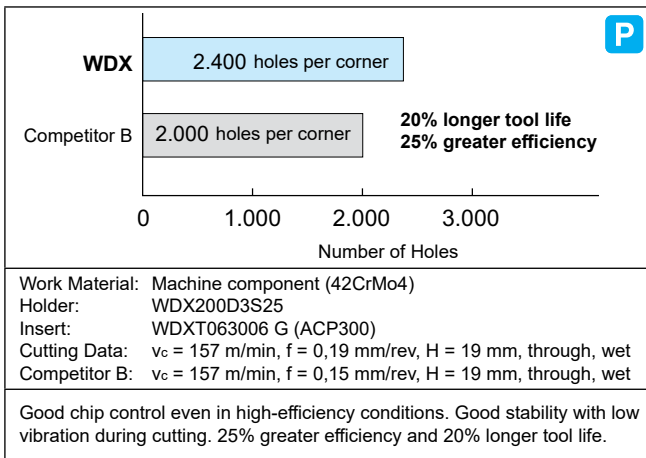 P
WDX
2.400 holes per corner
Competitor B
2.000 holes per corner
20% longer tool life
25% greater efficiency
0 1.000 2.000 3.000
Number of Holes
Work Material: Machine component (42CrMo4)
Holder: WDX200D3S25
Insert: WDXT063006 G (ACP300)
Cutting Data: vc = 157 m/min, f = 0,19 mm/rev, H = 19 mm, through, wet
Competitor B: vc = 157 m/min, f = 0,15 mm/rev, H = 19 mm, through, wet
Good chip control even in high-efficiency conditions. Good stability with low
vibration during cutting. 25% greater efficiency and 20% longer tool life.